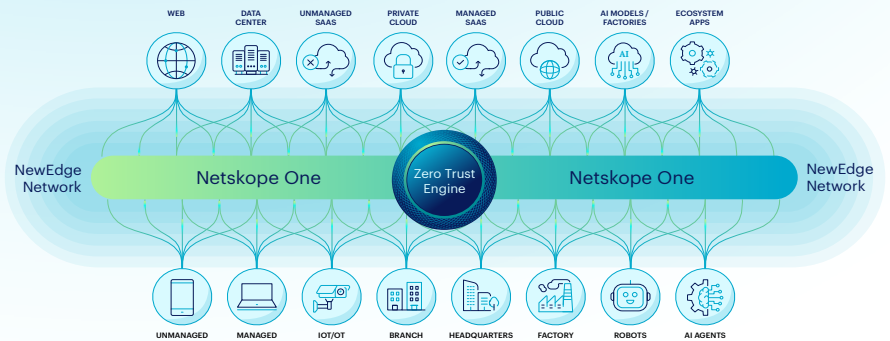 WEB
DATA
CENTER
UNMANAGED
SAAS
PRIVATE
CLOUD
MANAGED
SAAS
PUBLIC
CLOUD
AI MODELS /
FACTORIES
ECOSYSTEM
APPS
AI
NewEdge
Network
Netskope One
Zero Trust
Engine
Netskope One
NewEdge
Network
UNMANAGED
MANAGED
IOT/OT
BRANCH
HEADQUARTERS
FACTORY
ROBOTS
AI AGENTS